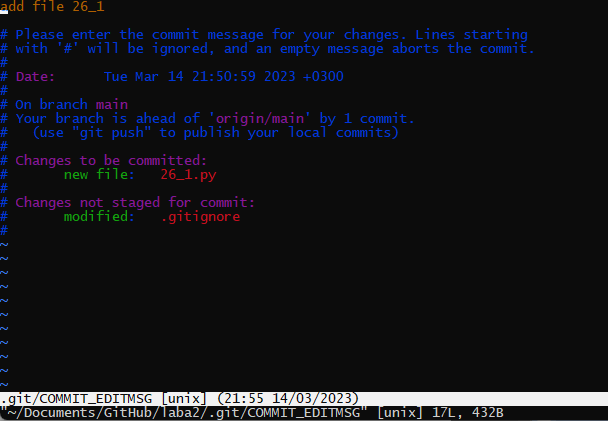 add file 26_1
# Please enter the commit message for your changes. Lines starting
# with '#' will be ignored, and an empty message aborts the commit.
#
# Date:      Tue Mar 14 21:50:59 2023 +0300
#
# On branch main
# Your branch is ahead of 'origin/main' by 1 commit.
#   (use "git push" to publish your local commits)
#
# Changes to be committed:
#       new file:   26_1.py
#
# Changes not staged for commit:
#       modified:   .gitignore
#
~
~
~
~
~
~
~
~
~
~
~
.git/COMMIT_EDITMSG [unix] (21:55 14/03/2023)
"~/Documents/GitHub/laba2/.git/COMMIT_EDITMSG" [unix] 17L, 432B